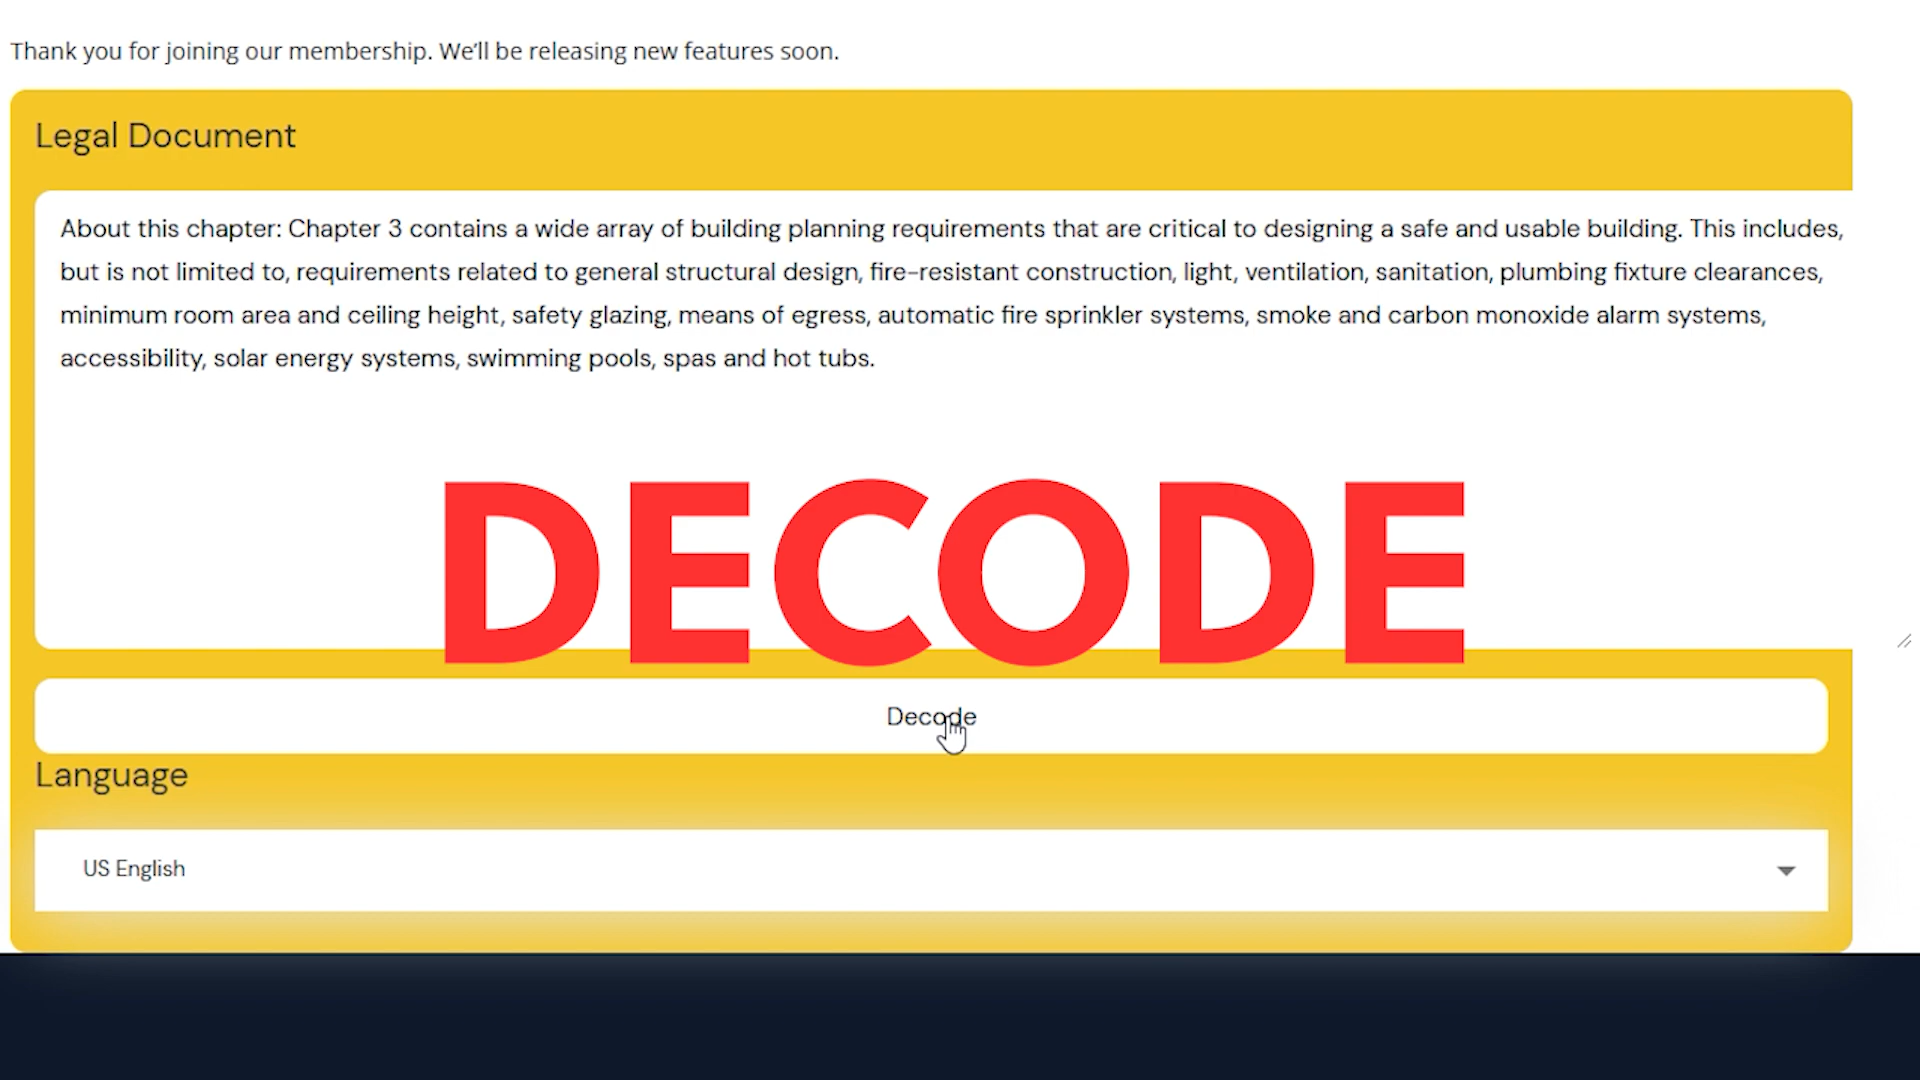 Thank you for joining our membership. We'll be releasing new features soon.
Legal Document
About this chapter: Chapter 3 contains a wide array of building planning requirements that are critical to designing a safe and usable building. This includes,
but is not limited to, requirements related to general structural design, fire-resistant construction, light, ventilation, sanitation, plumbing fixture clearances,
minimum room area and ceiling height, safety glazing, means of egress, automatic fire sprinkler systems, smoke and carbon monoxide alarm systems,
accessibility, solar energy systems, swimming pools, spas and hot tubs.
DECODE
Decode
Language
US English